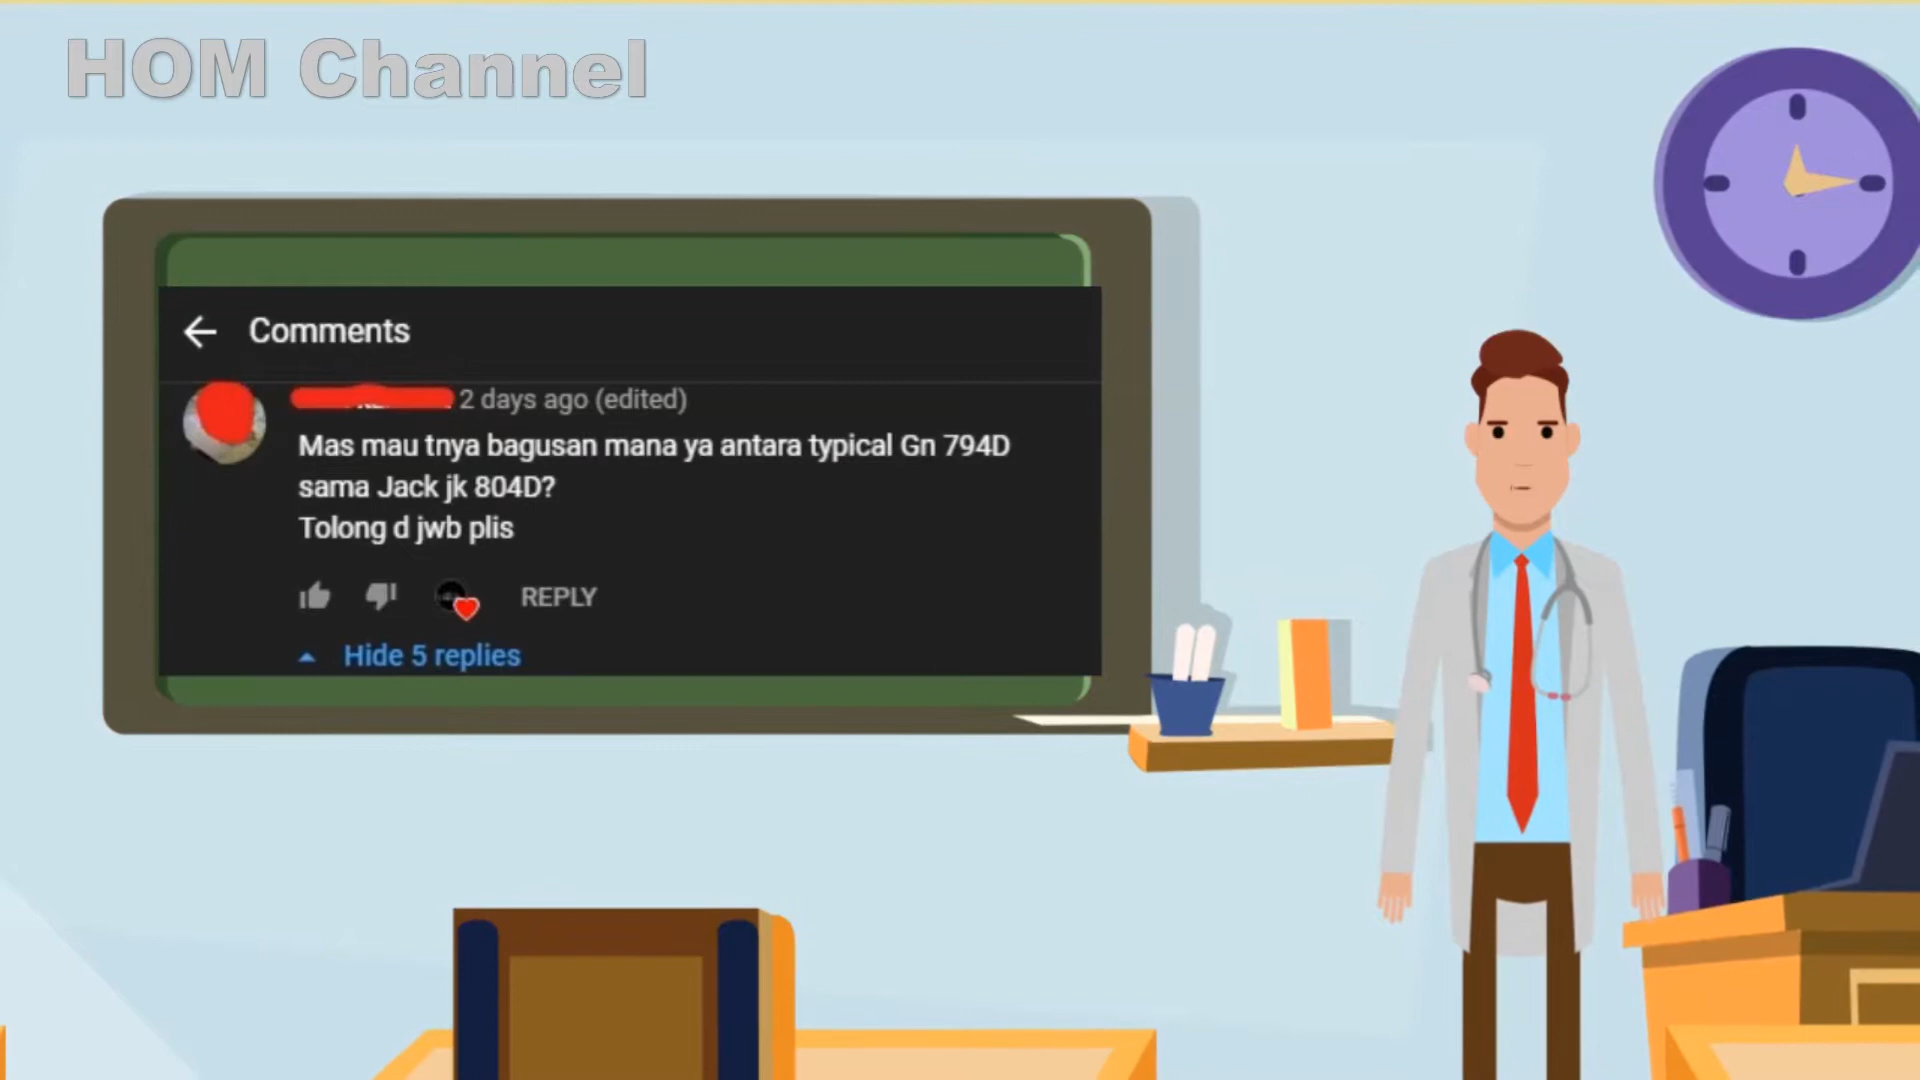 HOM Channel
Comments
2 days ago (edited)
Mas mau tnya bagusan mana ya antara typical Gn 794D
sama Jack jk 804D?
Tolong d jwb plis
REPLY
Hide 5 replies